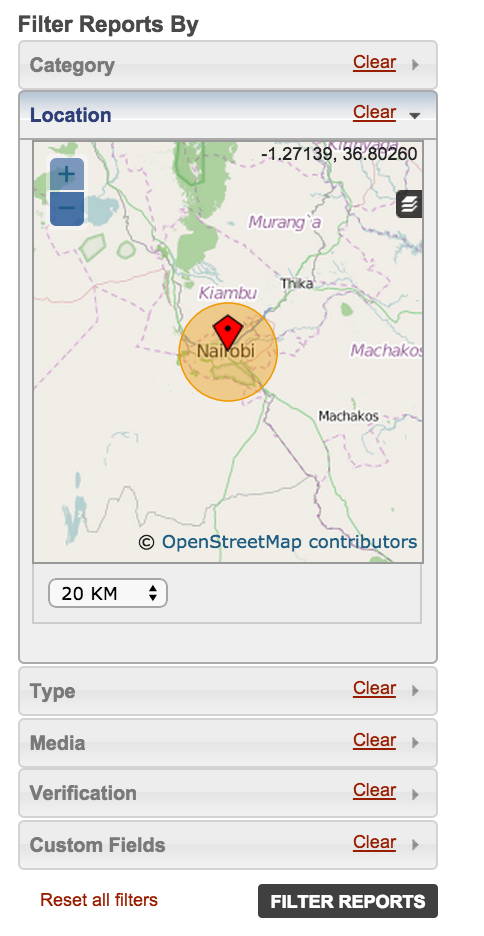 Filter Reports By
Category Clear
Location Clear
-1.27139, 36.80260
+
Murang'a
−
Thika
Kiambu
Nairobi
Machakos
Machakos
© OpenStreetMap contributors
20 KM
Type Clear
Media Clear
Verification Clear
Custom Fields Clear
Reset all filters FILTER REPORTS